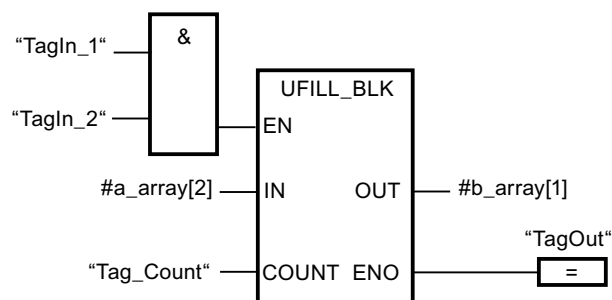 &
“TagIn_1“
UFILL_BLK
“TagIn_2“
EN
#a_array[2] IN OUT #b_array[1]
“TagOut“
“Tag_Count“ COUNT ENO =